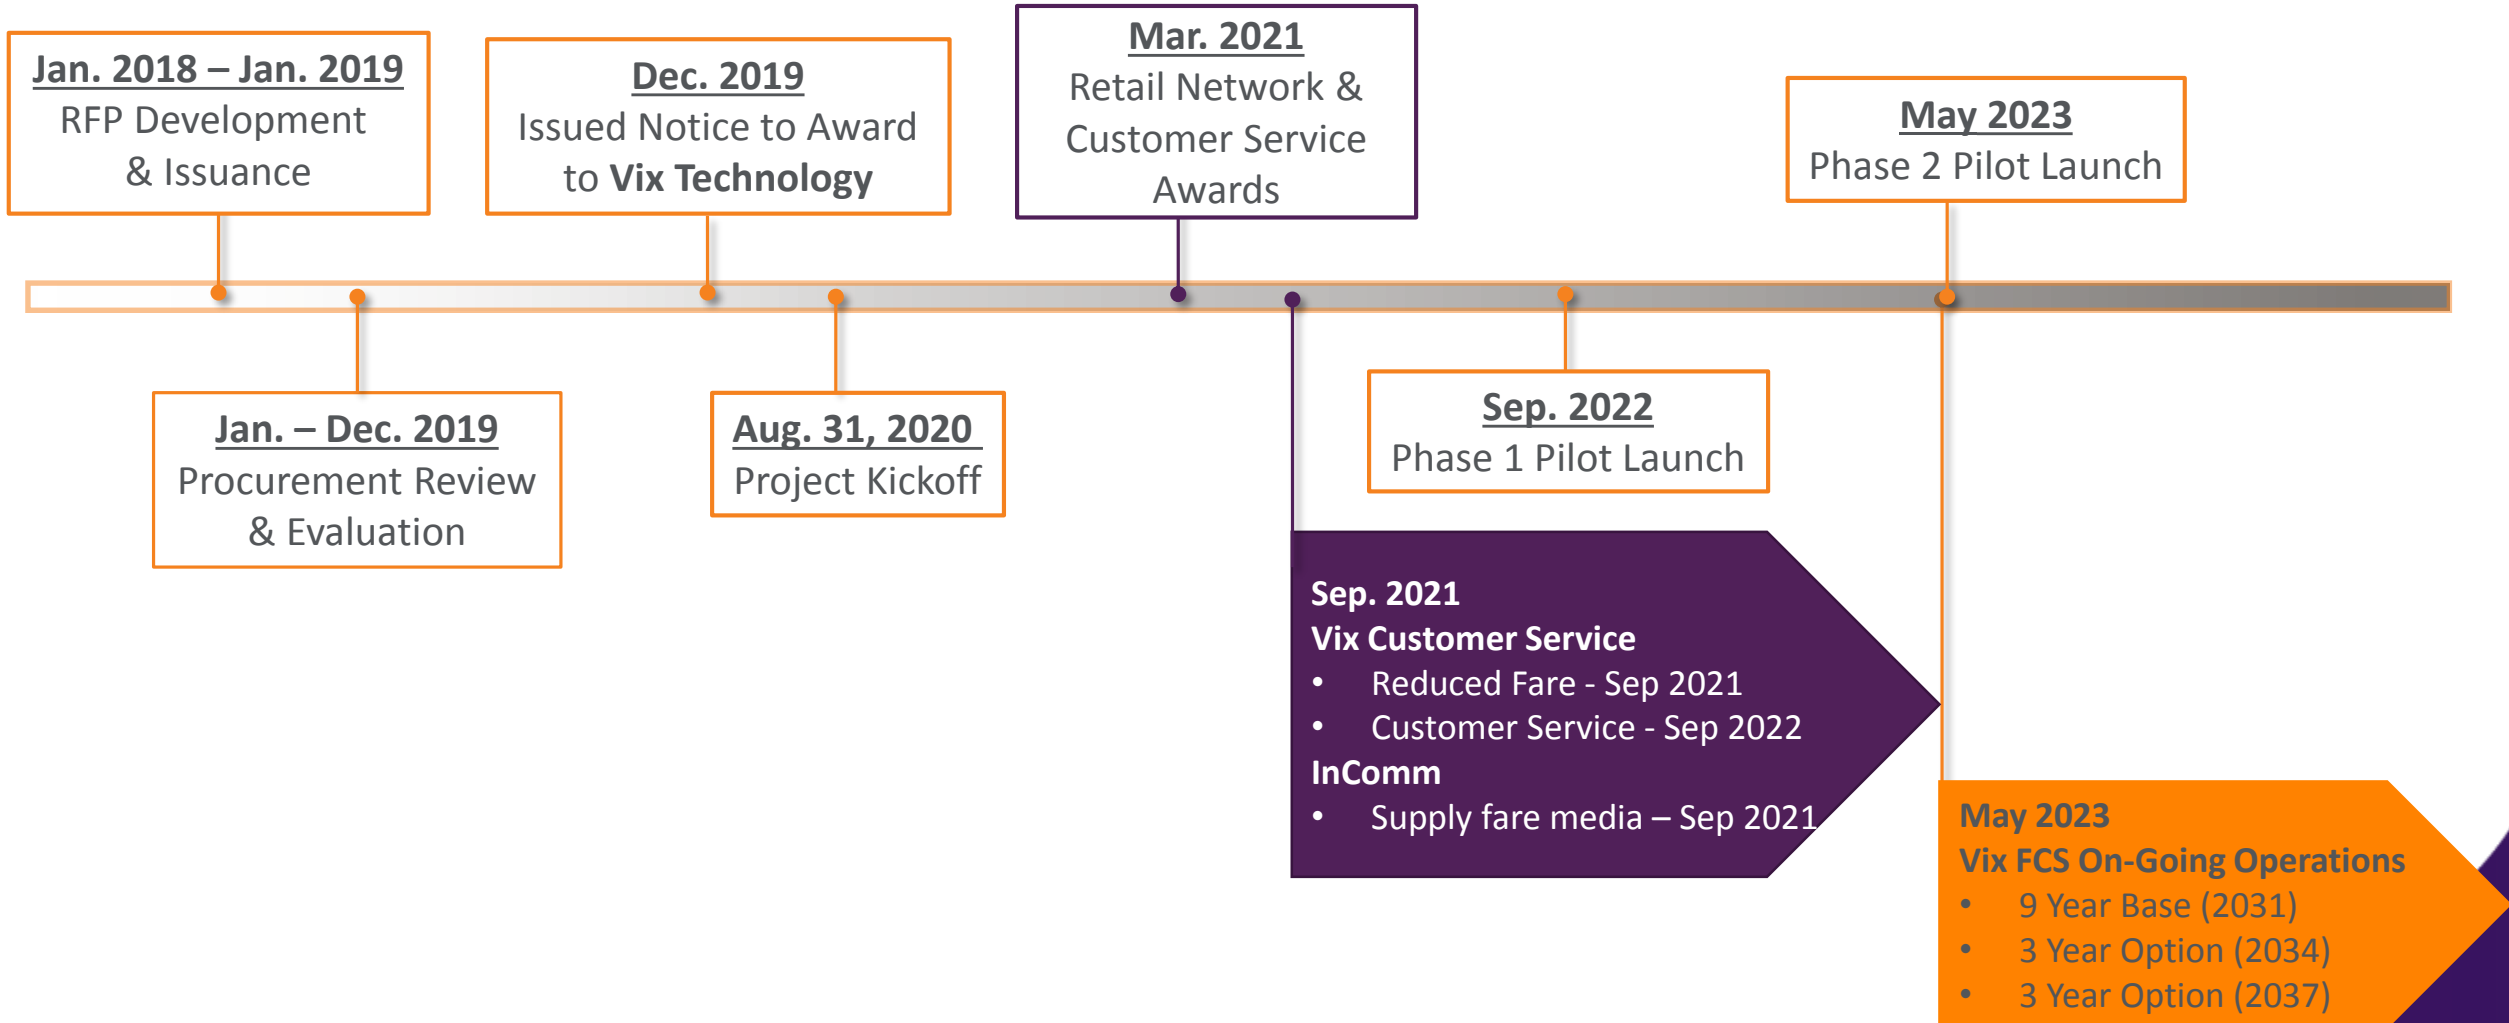 Jan. 2018 – Jan. 2019
RFP Development
& Issuance
Dec. 2019
Issued Notice to Award
to Vix Technology
Mar. 2021
Retail Network &
Customer Service
Awards
May 2023
Phase 2 Pilot Launch
Jan. – Dec. 2019
Procurement Review
& Evaluation
Aug. 31, 2020
Project Kickoff
Sep. 2022
Phase 1 Pilot Launch
Sep. 2021
Vix Customer Service
• Reduced Fare - Sep 2021
• Customer Service - Sep 2022
InComm
• Supply fare media – Sep 2021
May 2023
Vix FCS On-Going Operations
• 9 Year Base (2031)
• 3 Year Option (2034)
• 3 Year Option (2037)